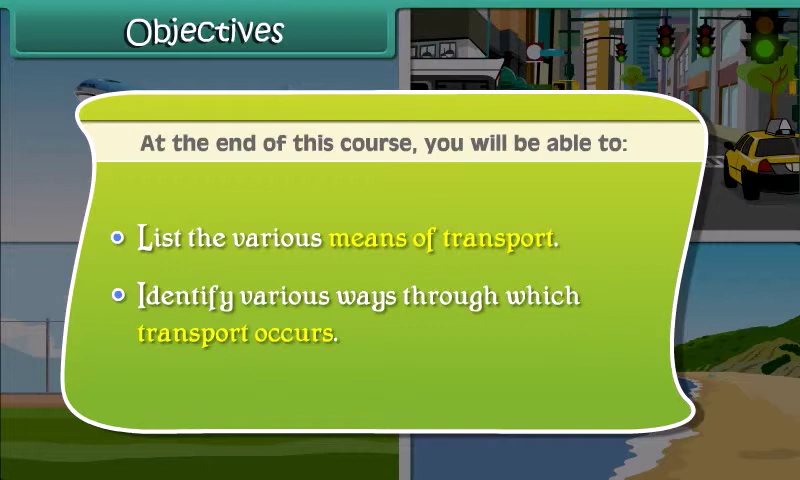 Objectives
At the end of this course, you will be able to:
List the various means of transport.
Identify various ways through which
transport occurs.